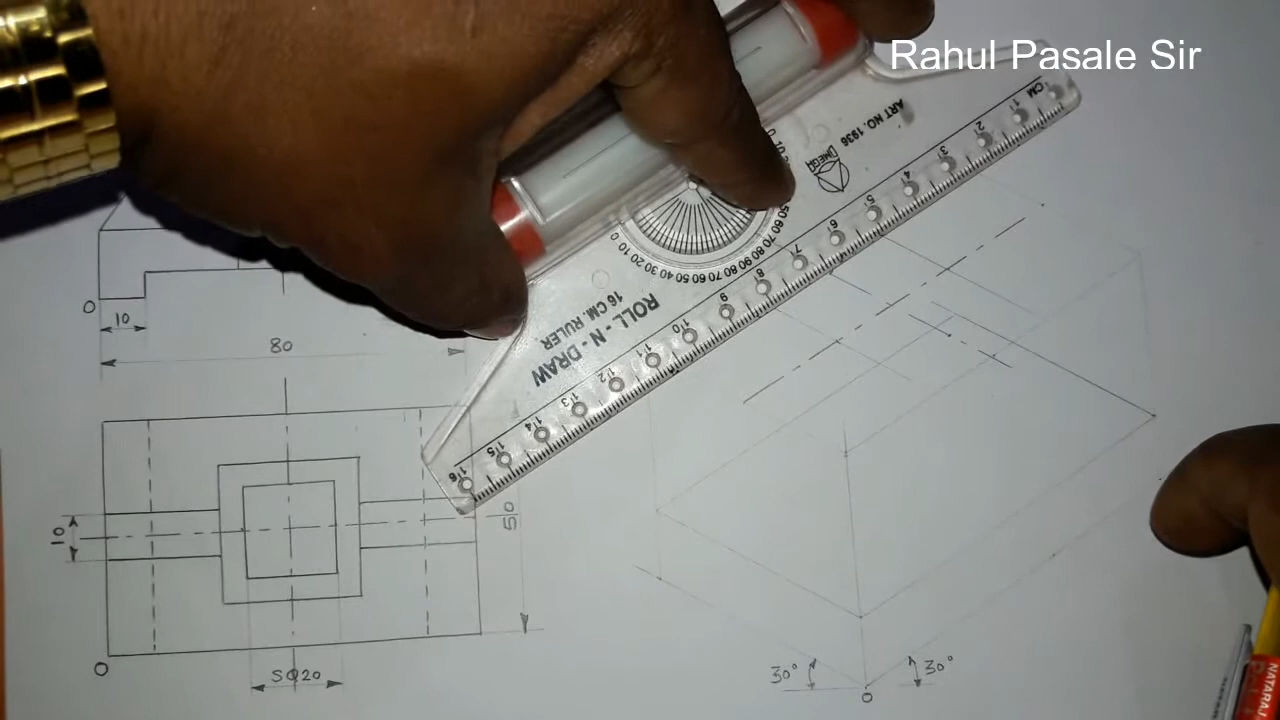 Rahul Pasale Sir
CM
ART NO. 1936
OMEGA
1 2 3 4 5 6 7 8 9 10 11 12 13 14 15 16
0 10 20 30 40 50 60 70 80 90 80 70 60 50
ROLL - N - DRAW
16 CM. RULER
O
10
80
10
50
O
SQ20
30°
30°
O
NATARAJ